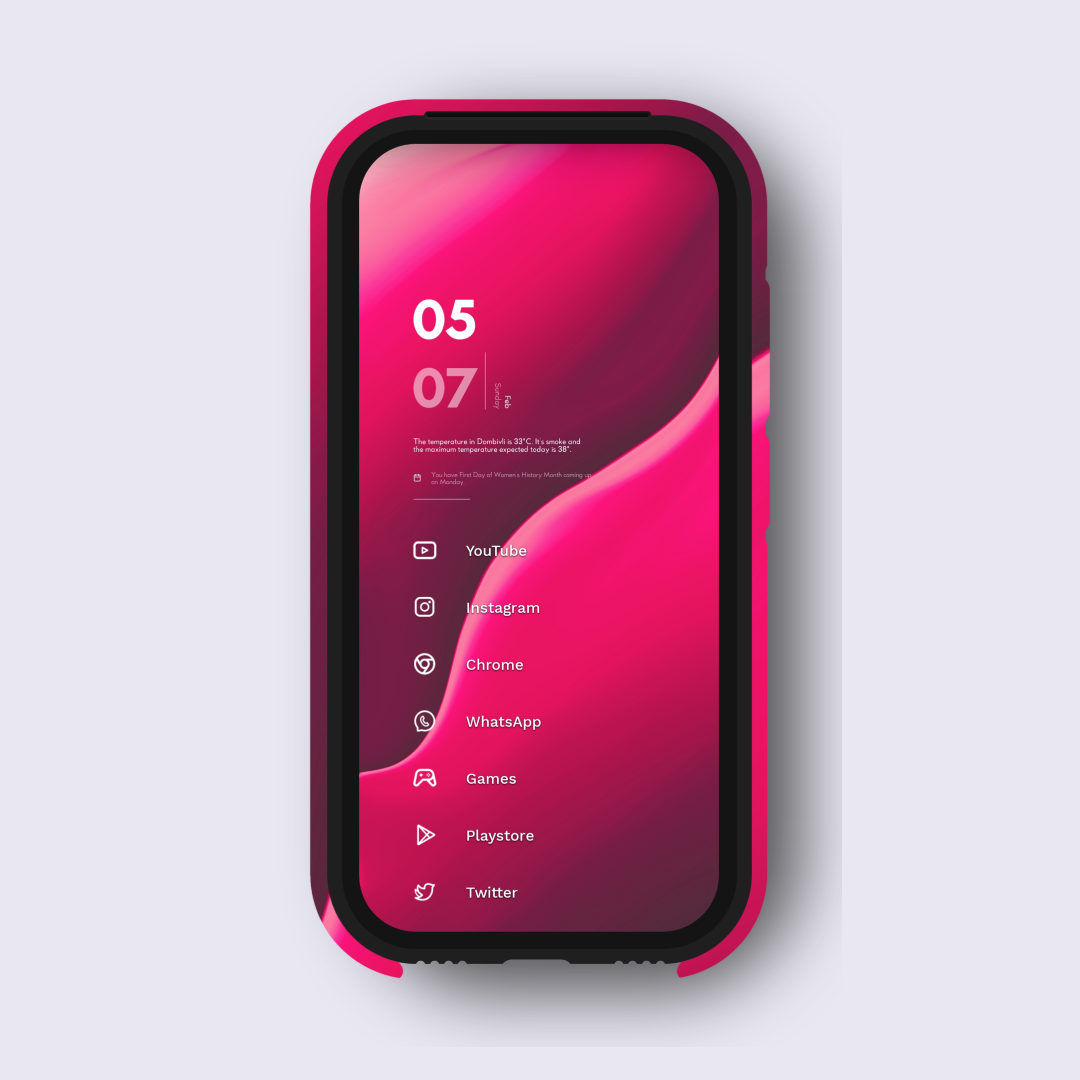 05
07
Sunday
Feb
The temperature in Dombivli is 33°C. It's smoke and
the maximum temperature expected today is 38°.
You have First Day of Women's History Month coming up
on Monday.
YouTube
Instagram
Chrome
WhatsApp
Games
Playstore
Twitter